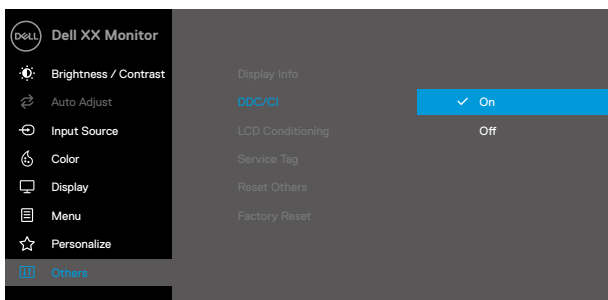 DELL Dell XX Monitor
Brightness / Contrast Display Info
Auto Adjust DDC/CI On
Input Source LCD Conditioning Off
Color Service Tag
Display Reset Others
Menu Factory Reset
Personalize
Others